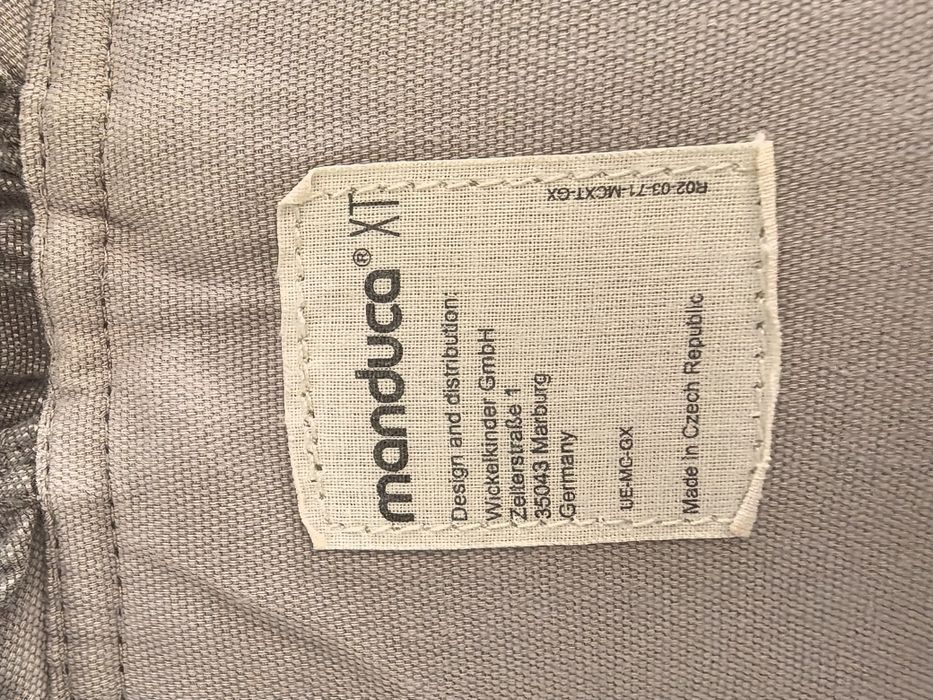 manduca® XT
Design and distribution:
Wickelkinder GmbH
Zeiterstraße 1
35043 Marburg
Germany
UE-MC-GX
Made in Czech Republic
R02-03-71-MCXT-GX